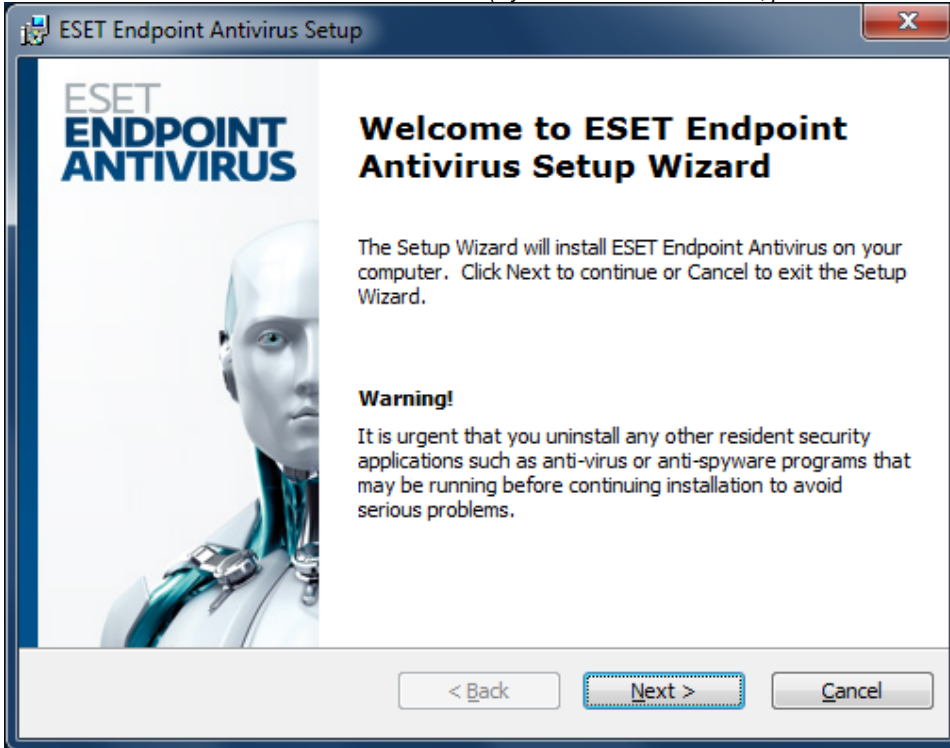 ESET Endpoint Antivirus Setup
ESET
ENDPOINT
ANTIVIRUS
Welcome to ESET Endpoint
Antivirus Setup Wizard
The Setup Wizard will install ESET Endpoint Antivirus on your
computer.  Click Next to continue or Cancel to exit the Setup
Wizard.
Warning!
It is urgent that you uninstall any other resident security
applications such as anti-virus or anti-spyware programs that
may be running before continuing installation to avoid
serious problems.
< Back
Next >
Cancel